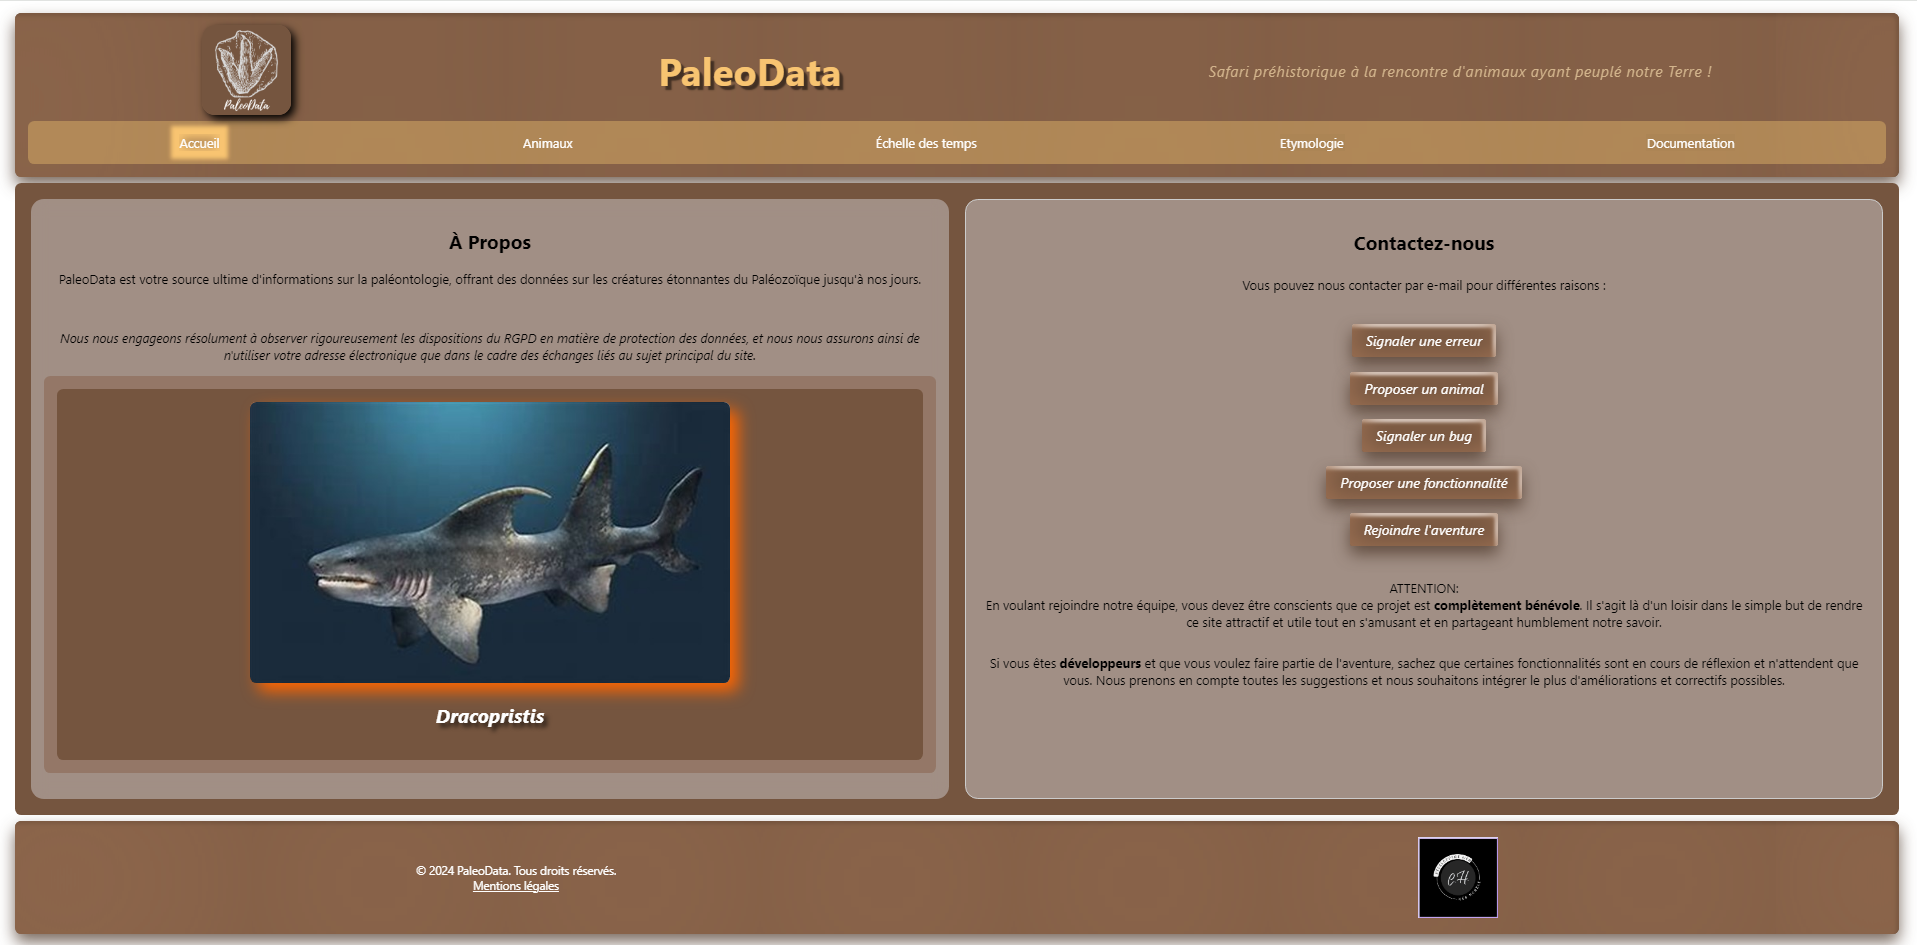 PaleoData
PaleoData
Safari préhistorique à la rencontre d'animaux ayant peuplé notre Terre !
Accueil
Animaux
Échelle des temps
Etymologie
Documentation
À Propos
PaleoData est votre source ultime d'informations sur la paléontologie, offrant des données sur les créatures étonnantes du Paléozoïque jusqu'à nos jours.
Nous nous engageons résolument à observer rigoureusement les dispositions du RGPD en matière de protection des données, et nous nous assurons ainsi de
n'utiliser votre adresse électronique que dans le cadre des échanges liés au sujet principal du site.
Dracopristis
Contactez-nous
Vous pouvez nous contacter par e-mail pour différentes raisons :
Signaler une erreur
Proposer un animal
Signaler un bug
Proposer une fonctionnalité
Rejoindre l'aventure
ATTENTION:
En voulant rejoindre notre équipe, vous devez être conscients que ce projet est complètement bénévole. Il s'agit là d'un loisir dans le simple but de rendre
ce site attractif et utile tout en s'amusant et en partageant humblement notre savoir.
Si vous êtes développeurs et que vous voulez faire partie de l'aventure, sachez que certaines fonctionnalités sont en cours de réflexion et n'attendent que
vous. Nous prenons en compte toutes les suggestions et nous souhaitons intégrer le plus d'améliorations et correctifs possibles.
© 2024 PaleoData. Tous droits réservés.
Mentions légales
CH